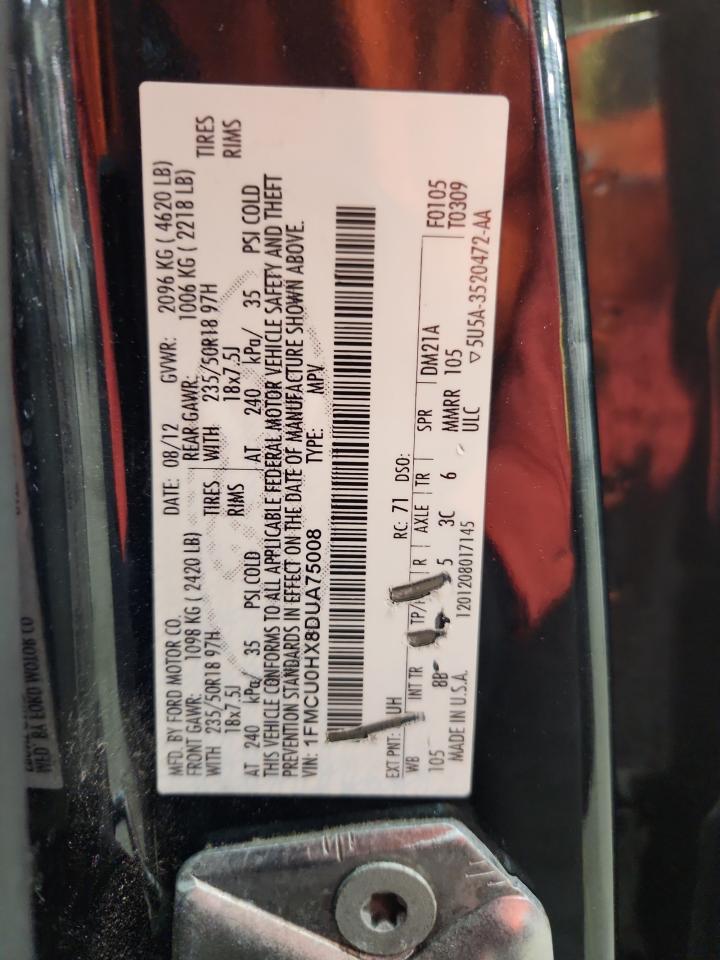 MFD. BY FORD MOTOR CO. DATE: 08/12 GVWR: 2096 KG ( 4620 LB)
FRONT GAWR: 1098 KG ( 2420 LB) REAR GAWR: 1006 KG ( 2218 LB)
WITH 235/50R18 97H TIRES WITH 235/50R18 97H TIRES
18x7.5J RIMS 18x7.5J RIMS
AT 240 kPa/ 35 PSI COLD AT 240 kPa/ 35 PSI COLD
THIS VEHICLE CONFORMS TO ALL APPLICABLE FEDERAL MOTOR VEHICLE SAFETY AND THEFT
PREVENTION STANDARDS IN EFFECT ON THE DATE OF MANUFACTURE SHOWN ABOVE.
VIN: 1FMCU0HX8DUA75008 TYPE: MPV
EXT PNT: UH RC: 71 DSO: F0105
WB INT TR TP/ R AXLE TR SPR DM21A T0309
105 8B 5 3C 6 MMRR 105
ULC ▽5U5A-3520472-AA
MADE IN U.S.A. 1201208017145